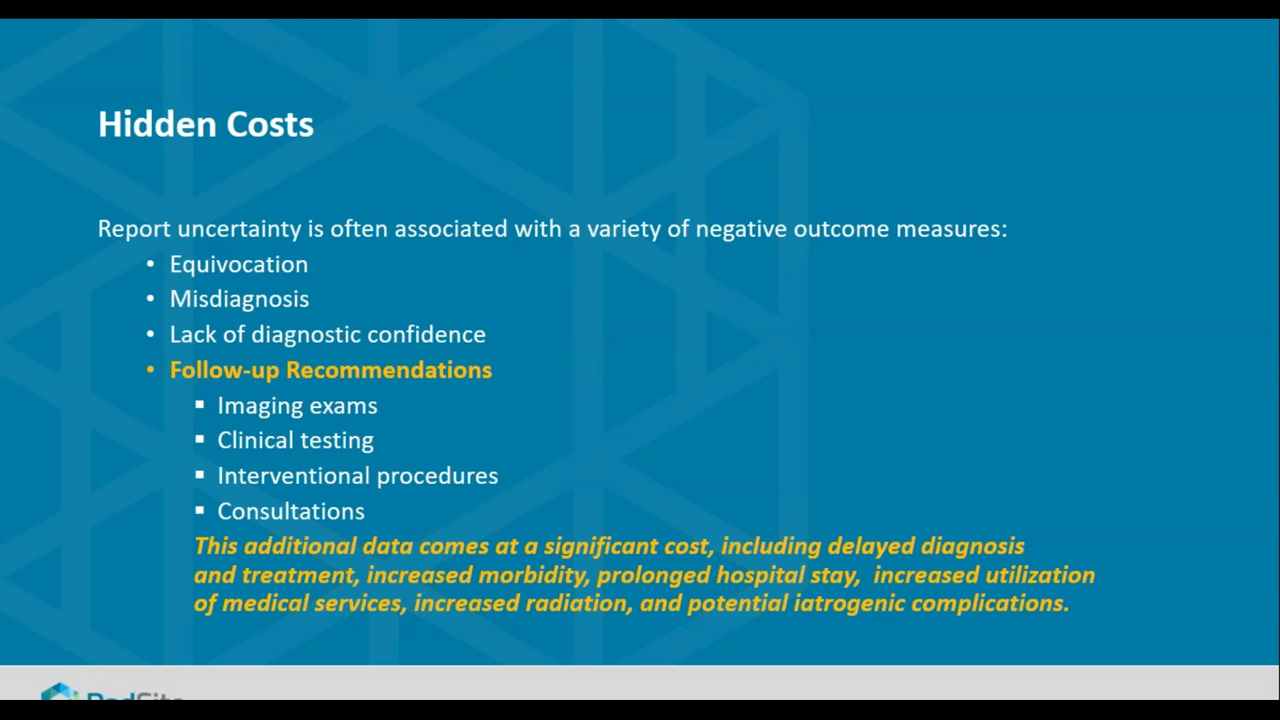 Hidden Costs
Report uncertainty is often associated with a variety of negative outcome measures:
• Equivocation
• Misdiagnosis
• Lack of diagnostic confidence
• Follow-up Recommendations
▪ Imaging exams
▪ Clinical testing
▪ Interventional procedures
▪ Consultations
This additional data comes at a significant cost, including delayed diagnosis
and treatment, increased morbidity, prolonged hospital stay,  increased utilization
of medical services, increased radiation, and potential iatrogenic complications.
RadSite